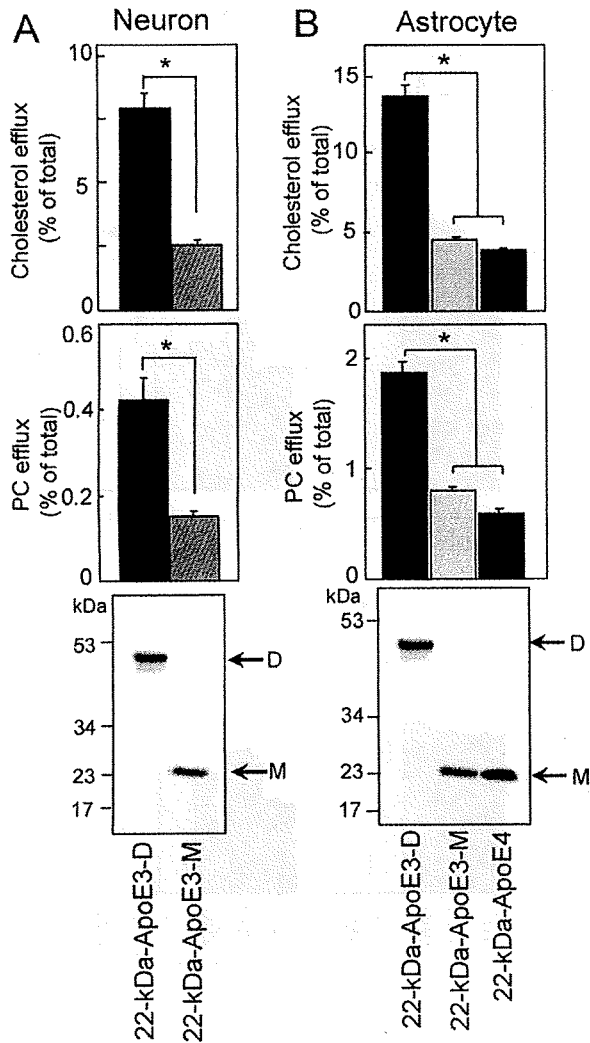 A Neuron
Cholesterol efflux
(% of total)
10
5
0
*
PC efflux
(% of total)
0.6
0.4
0.2
0
*
kDa
53
34
23
17
D
M
22-kDa-ApoE3-D
22-kDa-ApoE3-M
B Astrocyte
Cholesterol efflux
(% of total)
15
10
5
0
*
PC efflux
(% of total)
2
1
0
*
kDa
53
34
23
17
D
M
22-kDa-ApoE3-D
22-kDa-ApoE3-M
22-kDa-ApoE4